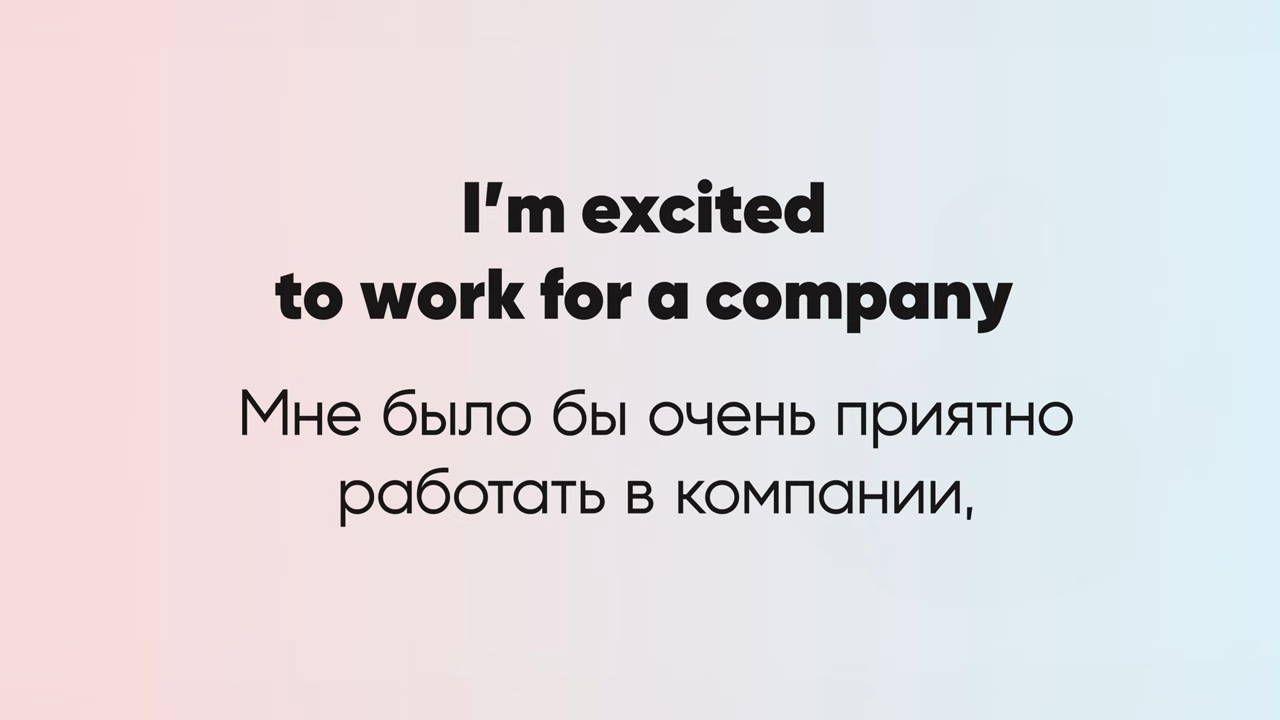 I’m excited
to work for a company
Мне было бы очень приятно
работать в компании,